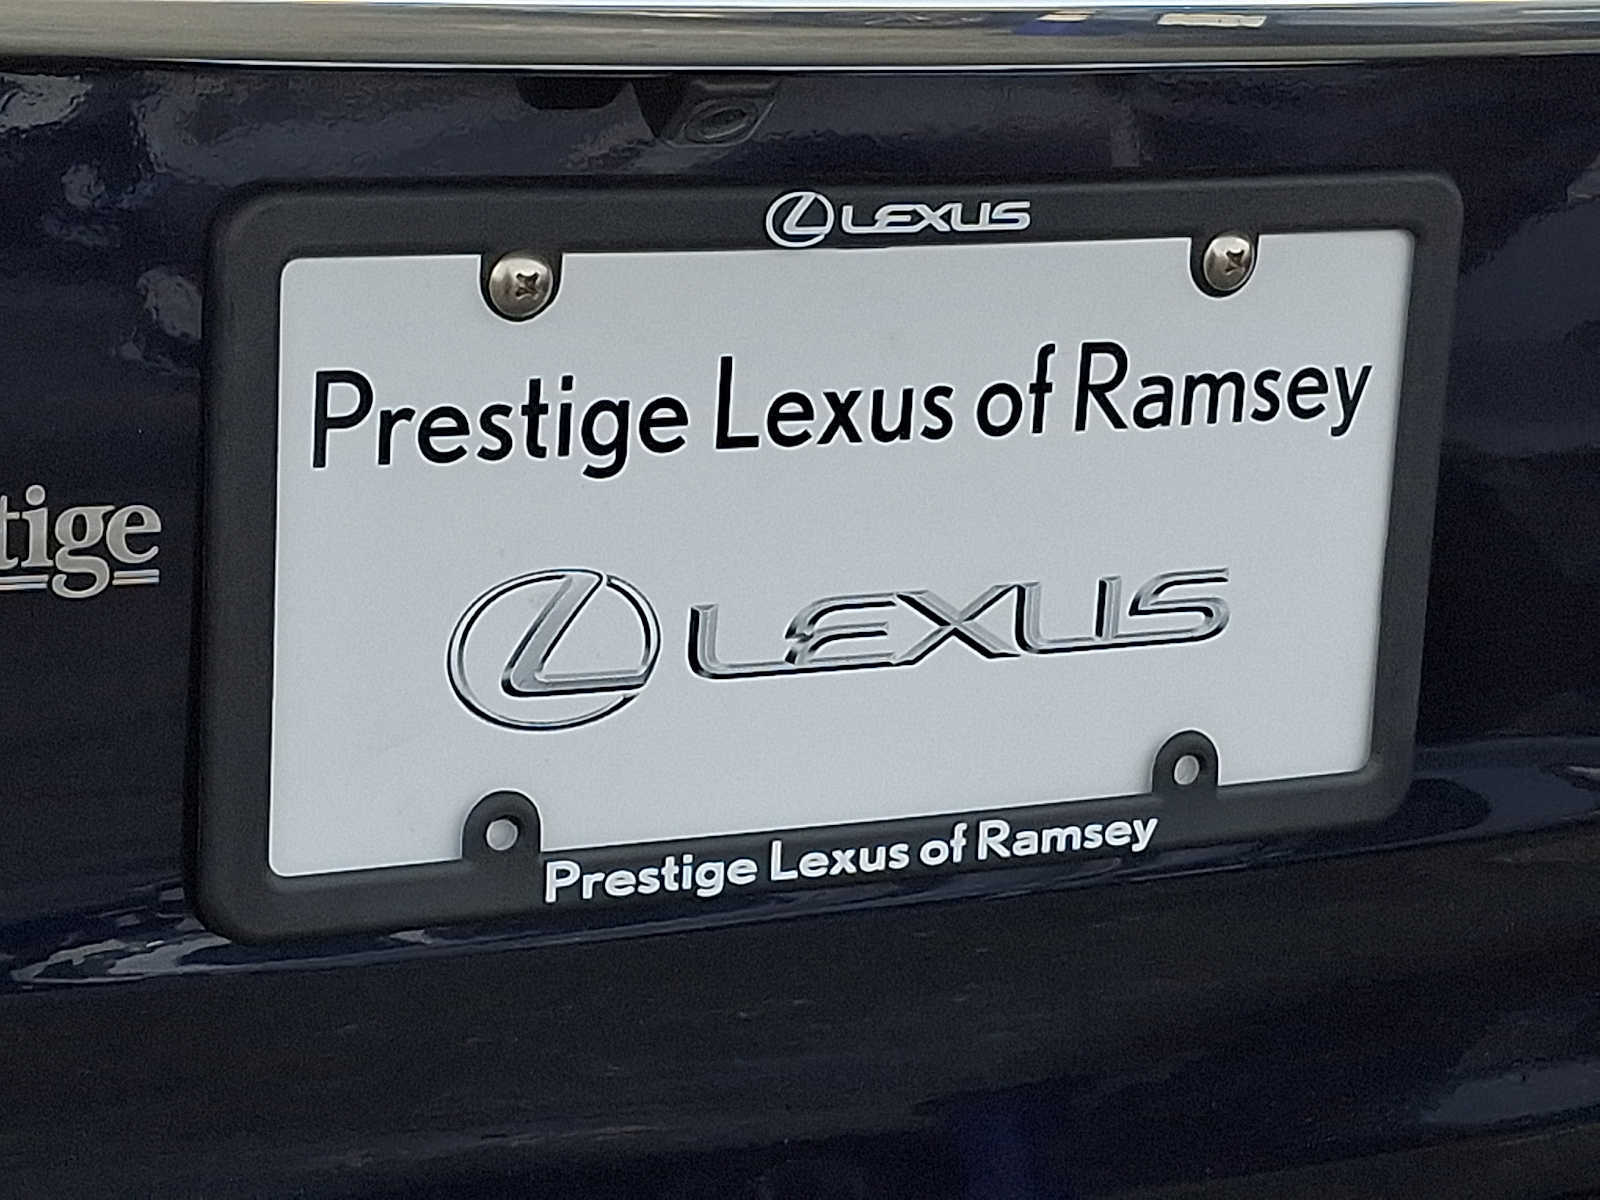 LEXUS
Prestige Lexus of Ramsey
tige
LEXUS
Prestige Lexus of Ramsey